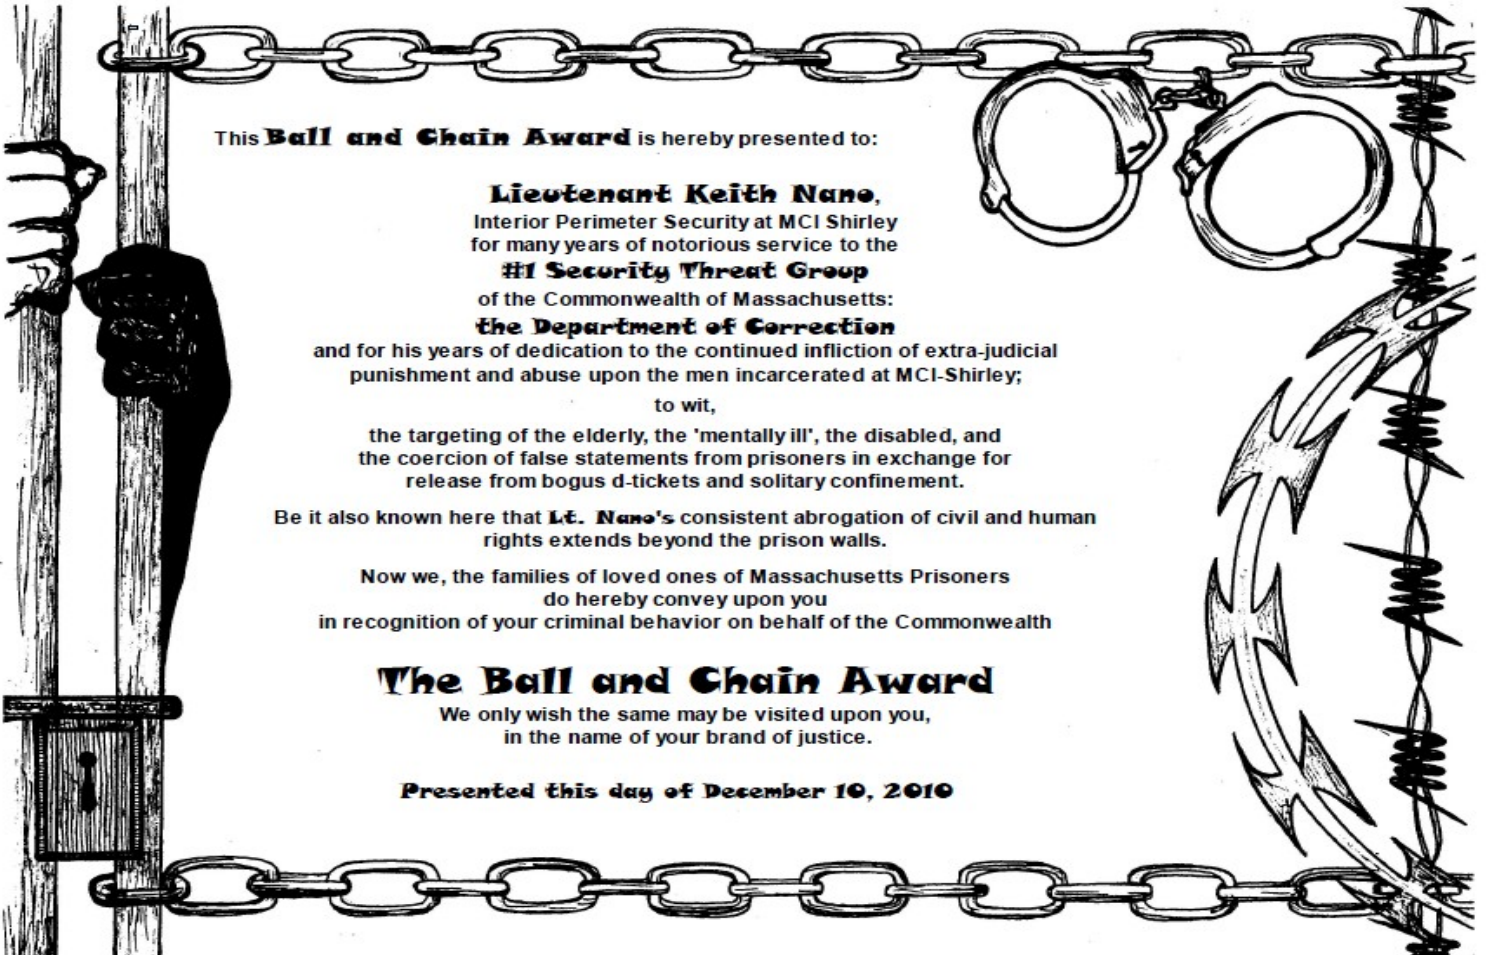 This Ball and Chain Award is hereby presented to:
Lieutenant Keith Nano,
Interior Perimeter Security at MCI Shirley
for many years of notorious service to the
#1 Security Threat Group
of the Commonwealth of Massachusetts:
the Department of Correction
and for his years of dedication to the continued infliction of extra-judicial
punishment and abuse upon the men incarcerated at MCI-Shirley;
to wit,
the targeting of the elderly, the 'mentally ill', the disabled, and
the coercion of false statements from prisoners in exchange for
release from bogus d-tickets and solitary confinement.
Be it also known here that Lt. Nano's consistent abrogation of civil and human
rights extends beyond the prison walls.
Now we, the families of loved ones of Massachusetts Prisoners
do hereby convey upon you
in recognition of your criminal behavior on behalf of the Commonwealth
The Ball and Chain Award
We only wish the same may be visited upon you,
in the name of your brand of justice.
Presented this day of December 10, 2010